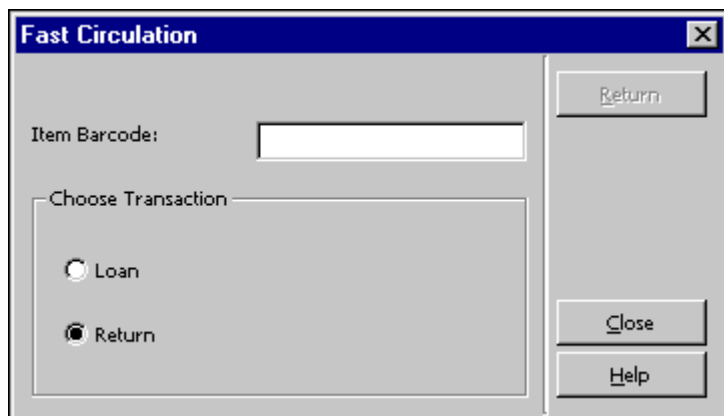 Fast Circulation
Return
Item Barcode:
Choose Transaction
Loan
Return
Close
Help